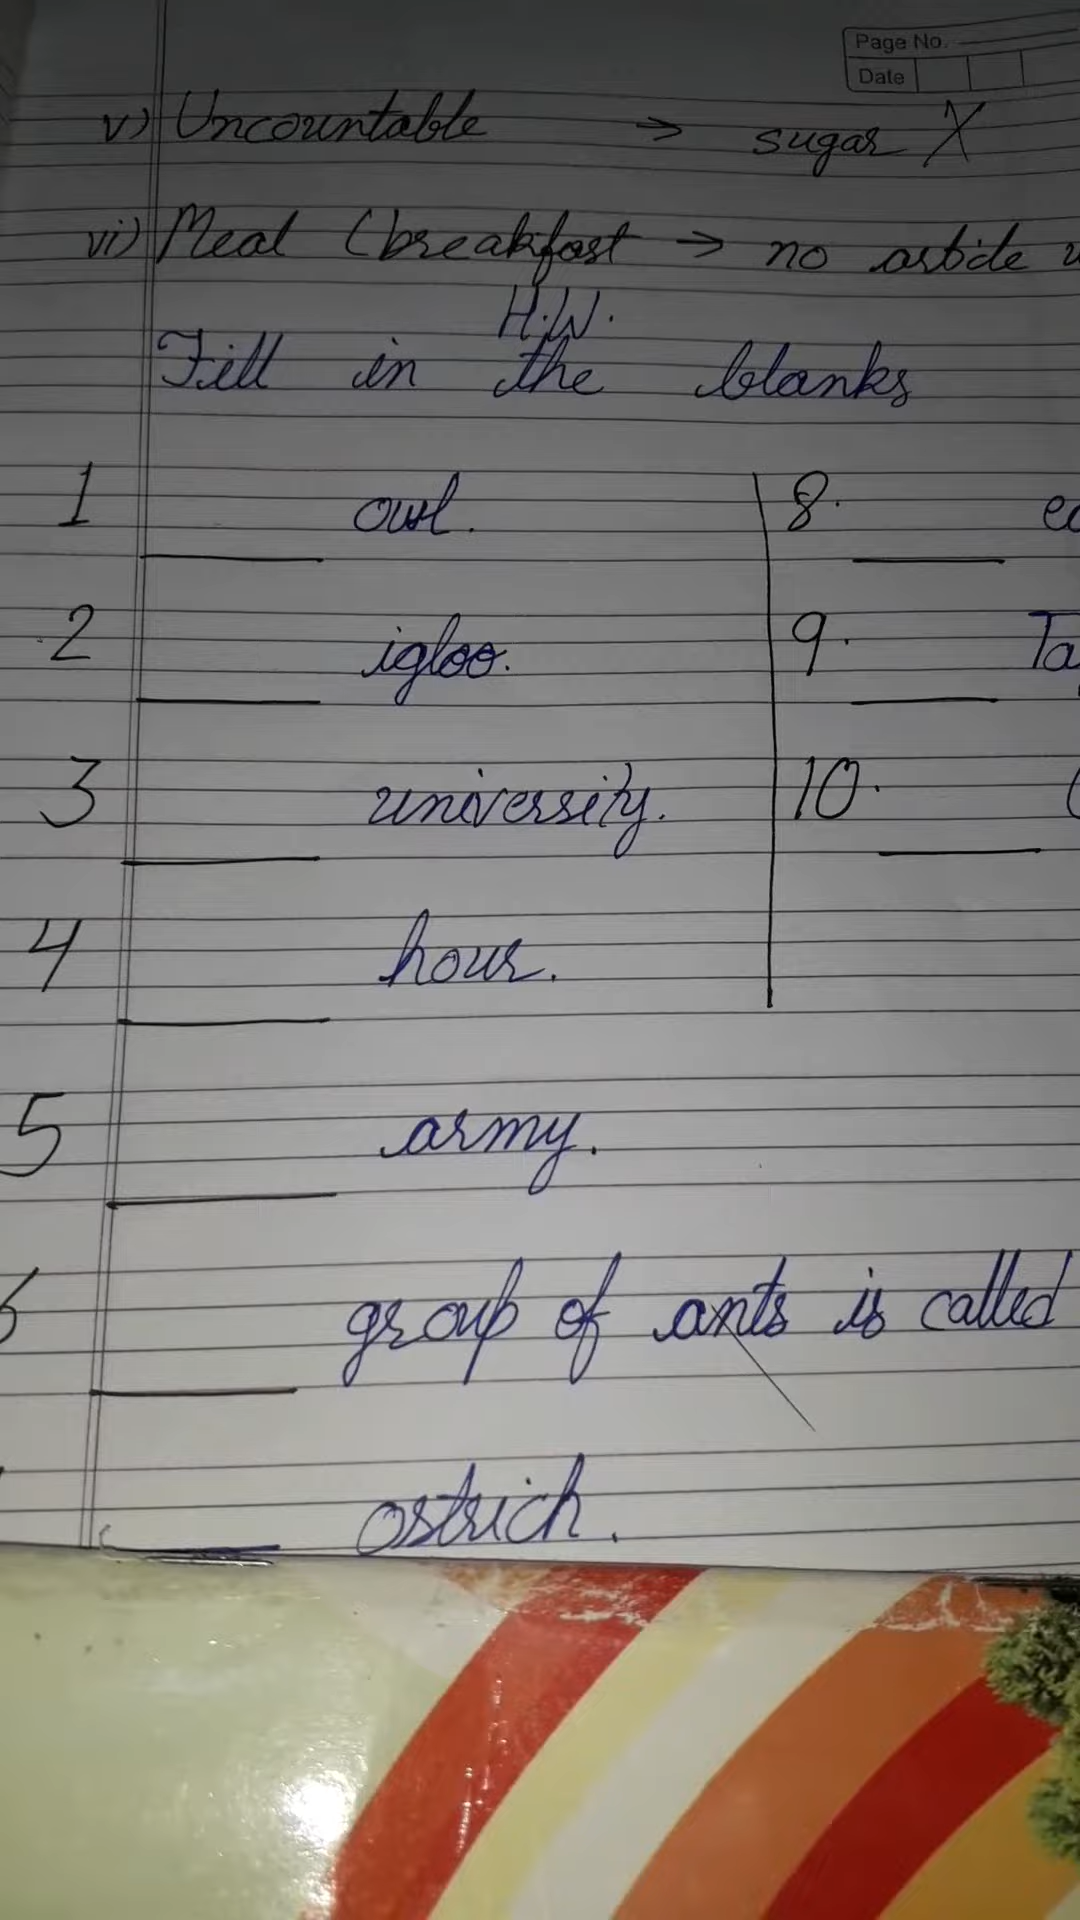 Page No.
Date
v) Uncountable → sugar X
vi) Meal (breakfast → no article
H.W.
Fill in the blanks
1 ____ owl.
2 ____ igloo.
3 ____ university.
4 ____ hour.
5 ____ army.
____ group of ants is called
____ ostrich.
8. ____
9. ____
10. ____